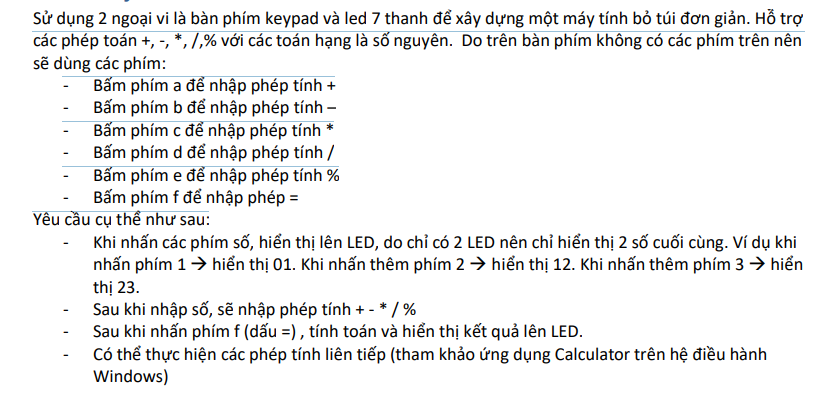 Sử dụng 2 ngoại vi là bàn phím keypad và led 7 thanh để xây dựng một máy tính bỏ túi đơn giản. Hỗ trợ
các phép toán +, -, *, /,% với các toán hạng là số nguyên.  Do trên bàn phím không có các phím trên nên
sẽ dùng các phím:
- Bấm phím a để nhập phép tính +
- Bấm phím b để nhập phép tính –
- Bấm phím c để nhập phép tính *
- Bấm phím d để nhập phép tính /
- Bấm phím e để nhập phép tính %
- Bấm phím f để nhập phép =
Yêu cầu cụ thể như sau:
- Khi nhấn các phím số, hiển thị lên LED, do chỉ có 2 LED nên chỉ hiển thị 2 số cuối cùng. Ví dụ khi
nhấn phím 1 → hiển thị 01. Khi nhấn thêm phím 2 → hiển thị 12. Khi nhấn thêm phím 3 → hiển
thị 23.
- Sau khi nhập số, sẽ nhập phép tính + - * / %
- Sau khi nhấn phím f (dấu =) , tính toán và hiển thị kết quả lên LED.
- Có thể thực hiện các phép tính liên tiếp (tham khảo ứng dụng Calculator trên hệ điều hành
Windows)